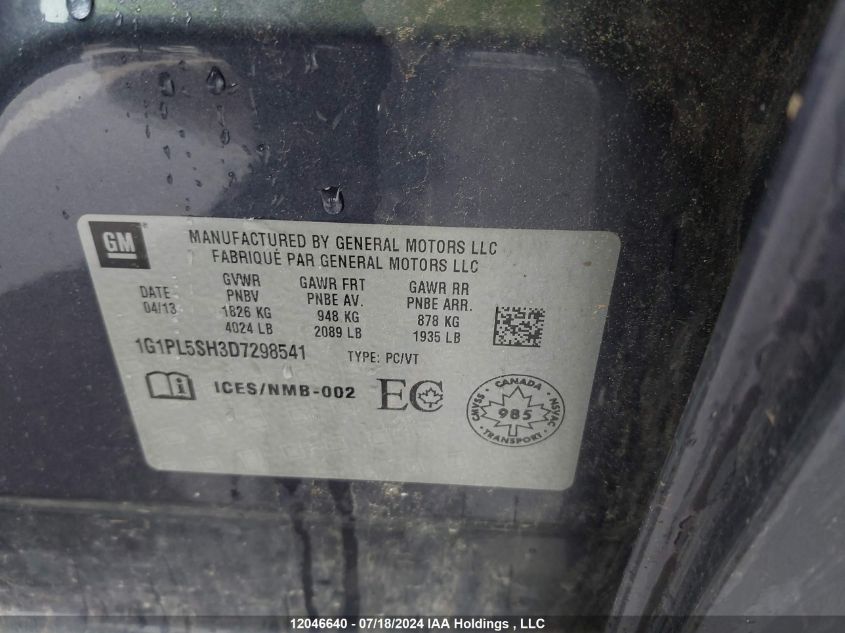 GM
MANUFACTURED BY GENERAL MOTORS LLC
FABRIQUÉ PAR GENERAL MOTORS LLC
GVWR GAWR FRT GAWR RR
DATE PNBV PNBE AV. PNBE ARR.
04/13 1826 KG 948 KG 878 KG
4024 LB 2089 LB 1935 LB
1G1PL5SH3D7298541 TYPE: PC/VT
i ICES/NMB-002 EC
CANADA
CMVSS 985 NSVAC
TRANSPORT
12046640 - 07/18/2024 IAA Holdings , LLC